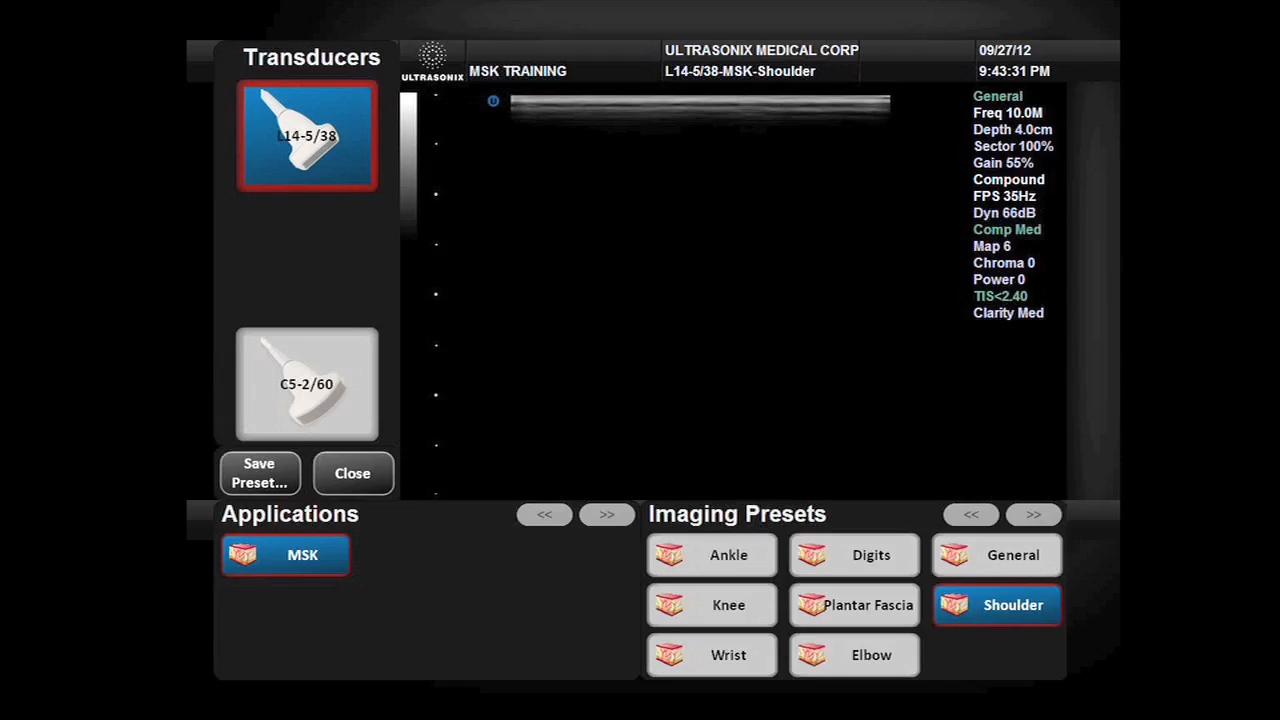 Transducers
L14-5/38
C5-2/60
Save
Preset...
Close
ULTRASONIX
MSK TRAINING
ULTRASONIX MEDICAL CORP
L14-5/38-MSK-Shoulder
09/27/12
9:43:31 PM
U
General
Freq 10.0M
Depth 4.0cm
Sector 100%
Gain 55%
Compound
FPS 35Hz
Dyn 66dB
Comp Med
Map 6
Chroma 0
Power 0
TIS<2.40
Clarity Med
Applications
<< >>
MSK
Imaging Presets
<< >>
Ankle Digits General
Knee Plantar Fascia Shoulder
Wrist Elbow